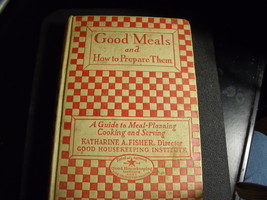 Good Meals
and
How to Prepare Them
A Guide to Meal-Planning
Cooking and Serving
KATHARINE A. FISHER, Director
GOOD HOUSEKEEPING INSTITUTE